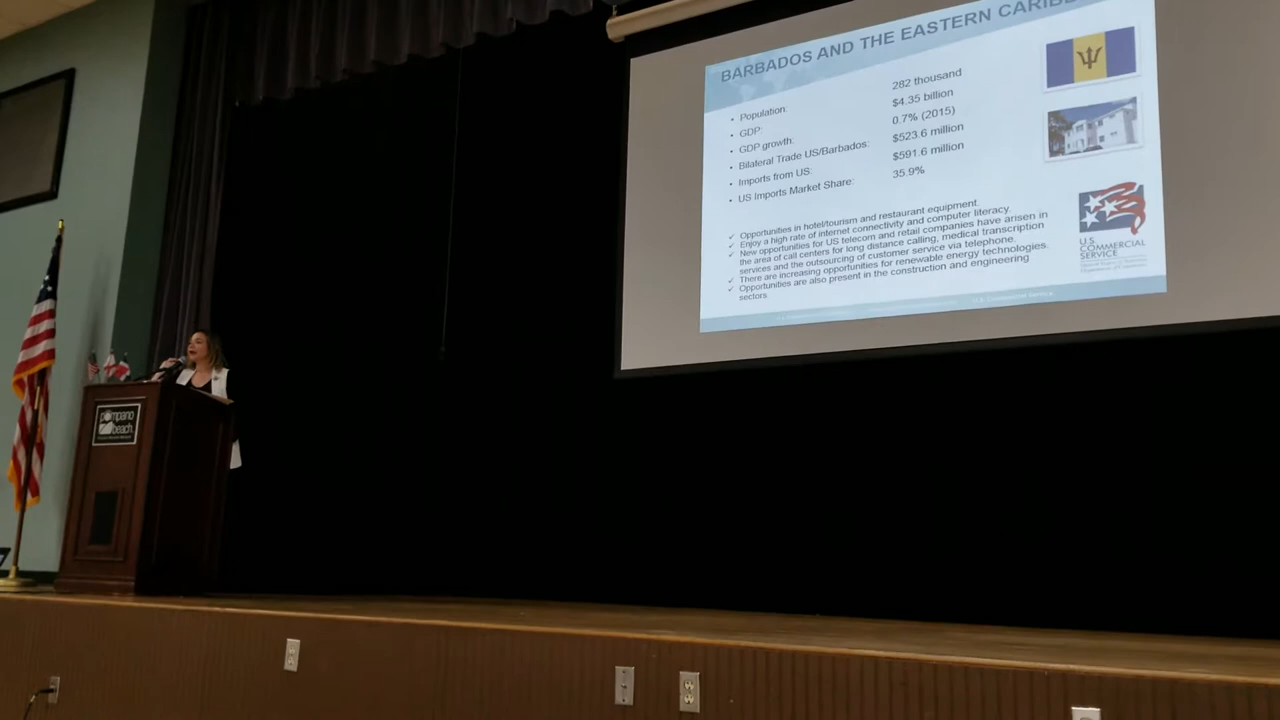 BARBADOS AND THE EASTERN CARIBBE
Population: 282 thousand
GDP: $4.35 billion
GDP growth: 0.7% (2015)
Bilateral Trade US/Barbados: $523.6 million
Imports from US: $591.6 million
US Imports Market Share: 35.9%
Opportunities in hotel/tourism and restaurant equipment.
Enjoy a high rate of internet connectivity and computer literacy.
New opportunities for US telecom and retail companies have arisen in
the area of call centers for long distance calling, medical transcription
services and the outsourcing of customer service via telephone.
There are increasing opportunities for renewable energy technologies.
Opportunities are also present in the construction and engineering
sectors
U.S.
COMMERCIAL
SERVICE
U.S. Commercial Service
pompano
beach